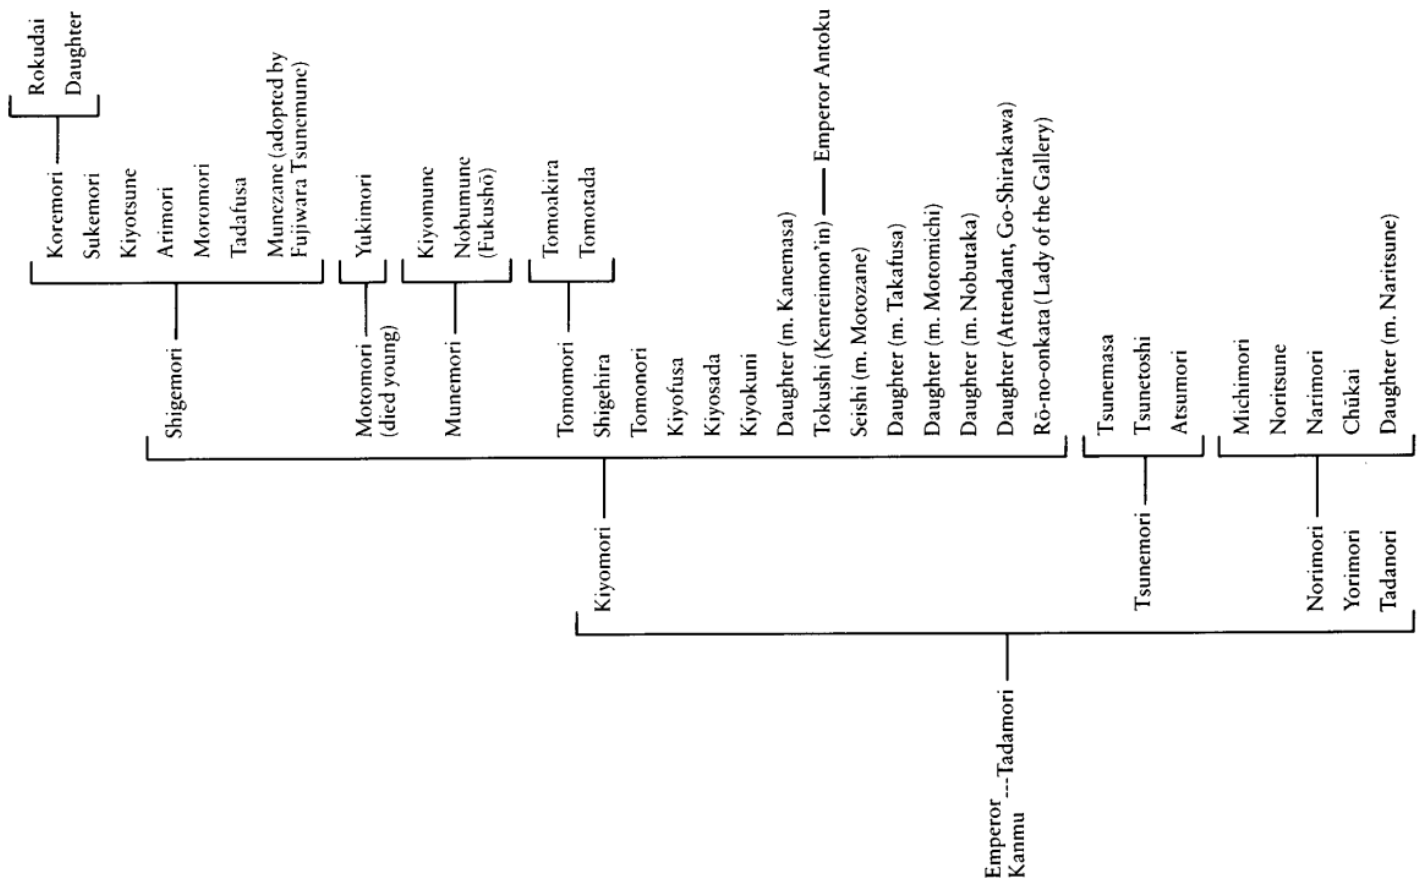 Emperor
Kanmu
---Tadamori
Kiyomori
Tsunemori
Norimori
Yorimori
Tadanori
Shigemori
Motomori
(died young)
Munemori
Tomomori
Shigehira
Tomonori
Kiyofusa
Kiyosada
Kiyokuni
Daughter (m. Kanemasa)
Tokushi (Kenreimon'in)
Emperor Antoku
Seishi (m. Motozane)
Daughter (m. Takafusa)
Daughter (m. Motomichi)
Daughter (m. Nobutaka)
Daughter (Attendant, Go-Shirakawa)
Rō-no-onkata (Lady of the Gallery)
Tsunemasa
Tsunetoshi
Atsumori
Michimori
Noritsune
Narimori
Chūkai
Daughter (m. Naritsune)
Koremori
Sukemori
Kiyotsune
Arimori
Moromori
Tadafusa
Munezane (adopted by
Fujiwara Tsunemune)
Yukimori
Kiyomune
Nobumune
(Fukushō)
Tomoakira
Tomotada
Rokudai
Daughter